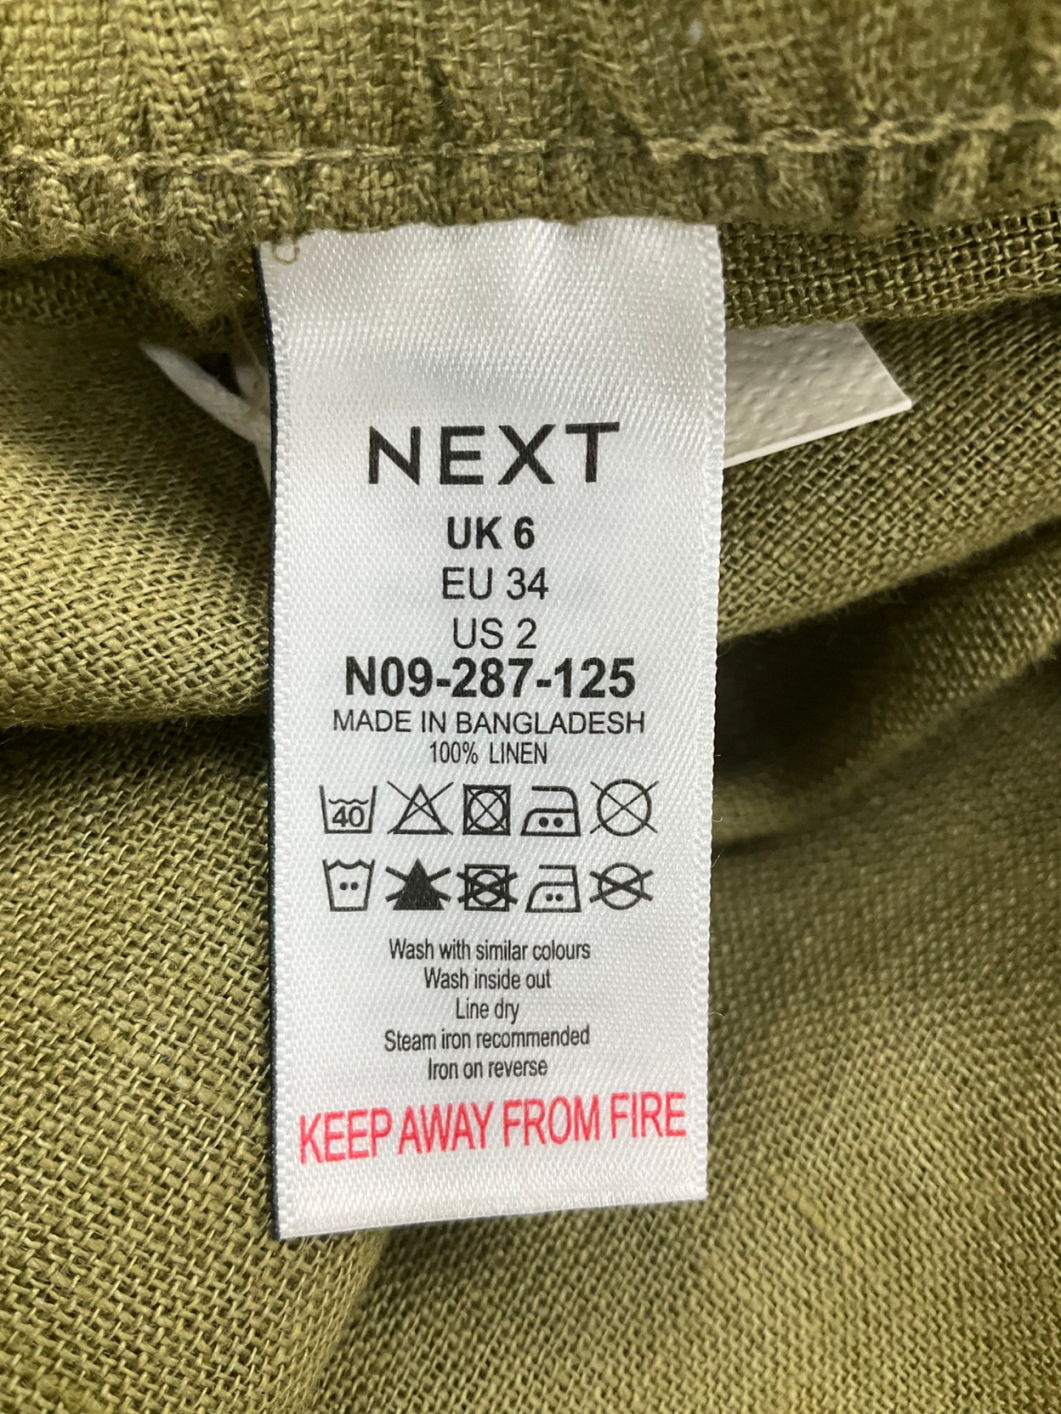 NEXT
UK 6
EU 34
US 2
N09-287-125
MADE IN BANGLADESH
100% LINEN
40
Wash with similar colours
Wash inside out
Line dry
Steam iron recommended
Iron on reverse
KEEP AWAY FROM FIRE